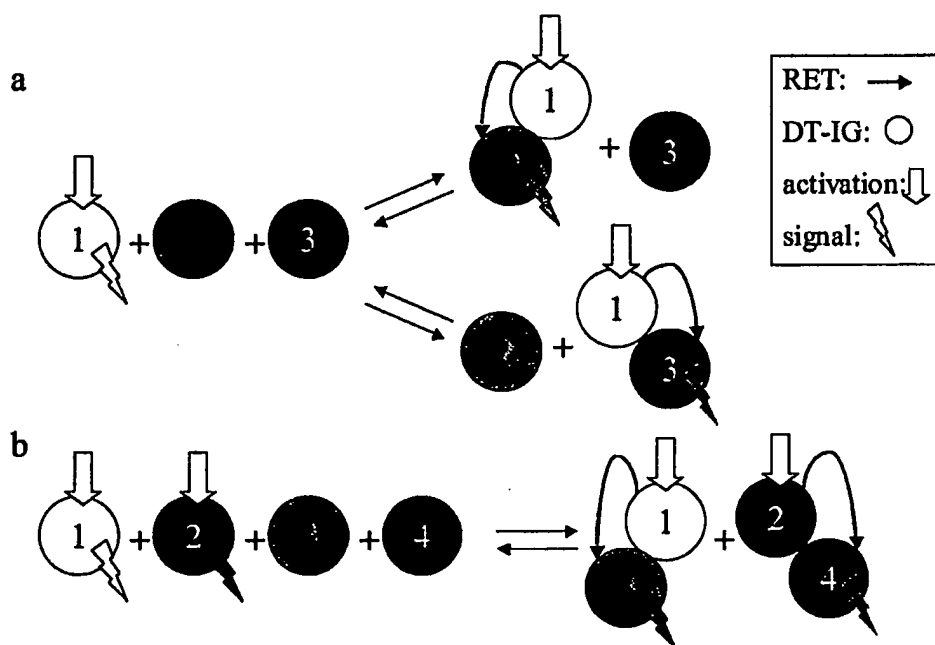 a
1 + + 3
1
+ 3
+ 1
3
RET:
DT-IG:
activation:
signal:
b
1 + 2 + + 4
1 + 2
4